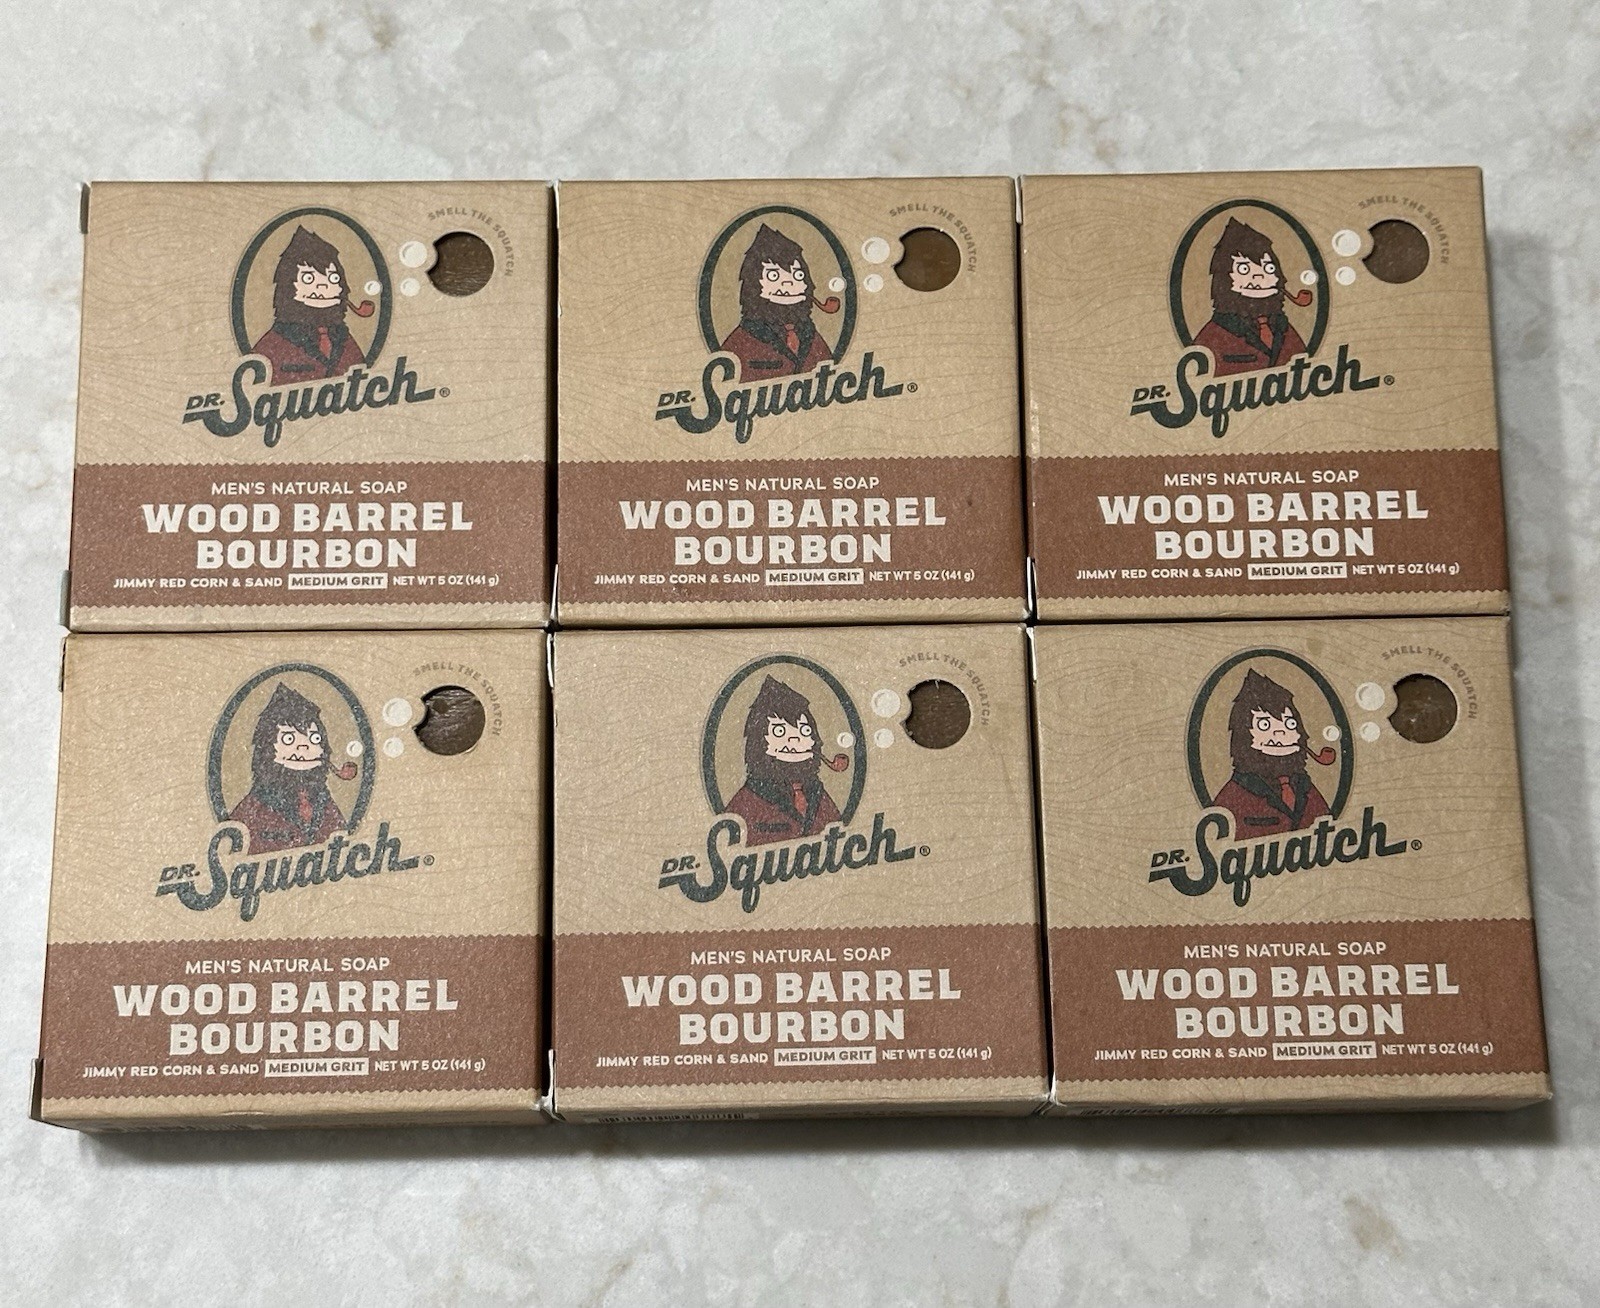 SMELL THE SQUATCH
DR. Squatch®
MEN'S NATURAL SOAP
WOOD BARREL
BOURBON
JIMMY RED CORN & SAND MEDIUM GRIT NET WT 5 OZ (141 g)
SMELL THE SQUATCH
DR. Squatch®
MEN'S NATURAL SOAP
WOOD BARREL
BOURBON
JIMMY RED CORN & SAND MEDIUM GRIT NET WT 5 OZ (141 g)
SMELL THE SQUATCH
DR. Squatch®
MEN'S NATURAL SOAP
WOOD BARREL
BOURBON
JIMMY RED CORN & SAND MEDIUM GRIT NET WT 5 OZ (141 g)
SMELL THE SQUATCH
DR. Squatch®
MEN'S NATURAL SOAP
WOOD BARREL
BOURBON
JIMMY RED CORN & SAND MEDIUM GRIT NET WT 5 OZ (141 g)
SMELL THE SQUATCH
DR. Squatch®
MEN'S NATURAL SOAP
WOOD BARREL
BOURBON
JIMMY RED CORN & SAND MEDIUM GRIT NET WT 5 OZ (141 g)
SMELL THE SQUATCH
DR. Squatch®
MEN'S NATURAL SOAP
WOOD BARREL
BOURBON
JIMMY RED CORN & SAND MEDIUM GRIT NET WT 5 OZ (141 g)